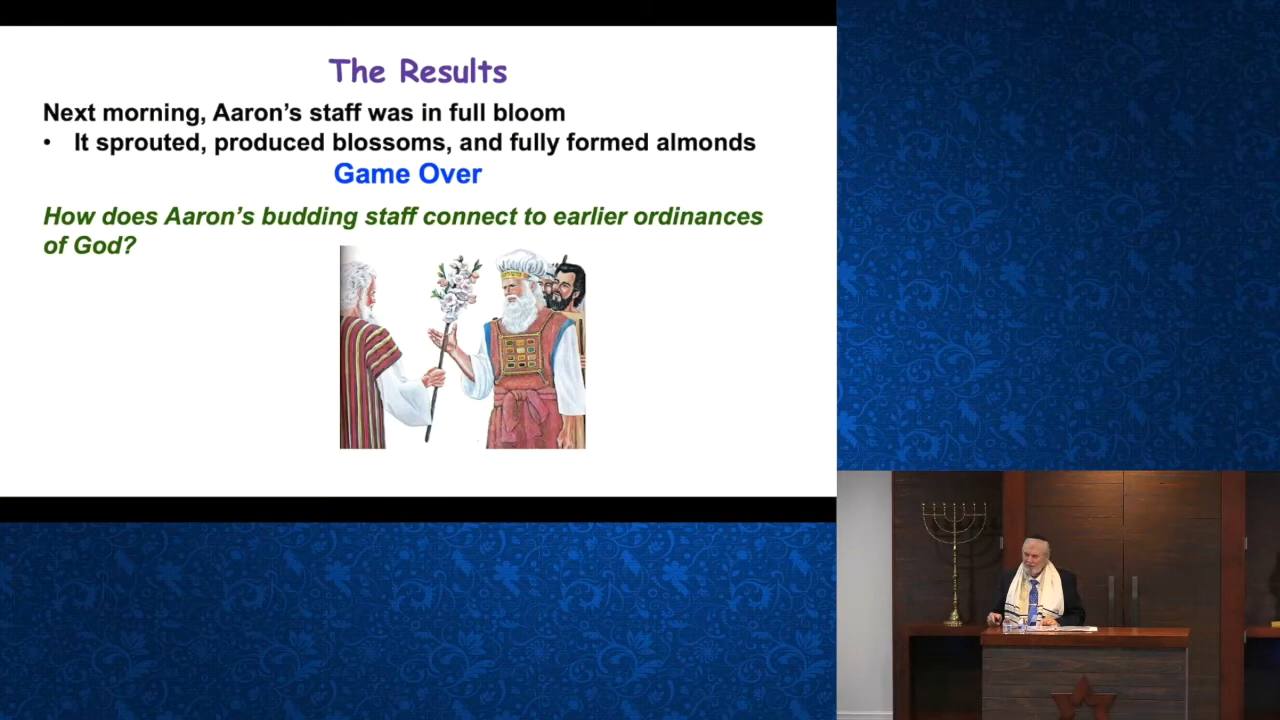 The Results
Next morning, Aaron’s staff was in full bloom
• It sprouted, produced blossoms, and fully formed almonds
Game Over
How does Aaron’s budding staff connect to earlier ordinances
of God?